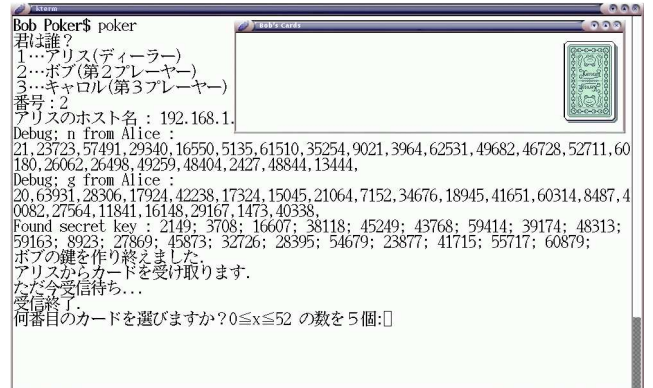 kterm
Bob's Cards
Bob Poker$ poker
君は誰？
１…アリス(ディーラー)
２…ボブ(第２プレーヤー)
３…キャロル(第３プレーヤー)
番号：2
アリスのホスト名 : 192.168.1.
Debug; n from Alice :
21,23723,57491,29340,16550,5135,61510,35254,9021,3964,62531,49682,46728,52711,60
180,26062,26498,49259,48404,2427,48844,13444,
Debug; g from Alice :
20,63931,28306,17924,42238,17324,15045,21064,7152,34676,18945,41651,60314,8487,4
0082,27564,11841,16148,29167,1473,40338,
Found secret key : 2149; 3708; 16607; 38118; 45249; 43768; 59414; 39174; 48313;
59163; 8923; 27869; 45873; 32726; 28395; 54679; 23877; 41715; 55717; 60879;
ボブの鍵を作り終えました.
アリスからカードを受け取ります.
ただ今受信待ち...
受信終了.
何番目のカードを選びますか？0≦x≦52 の数を５個: